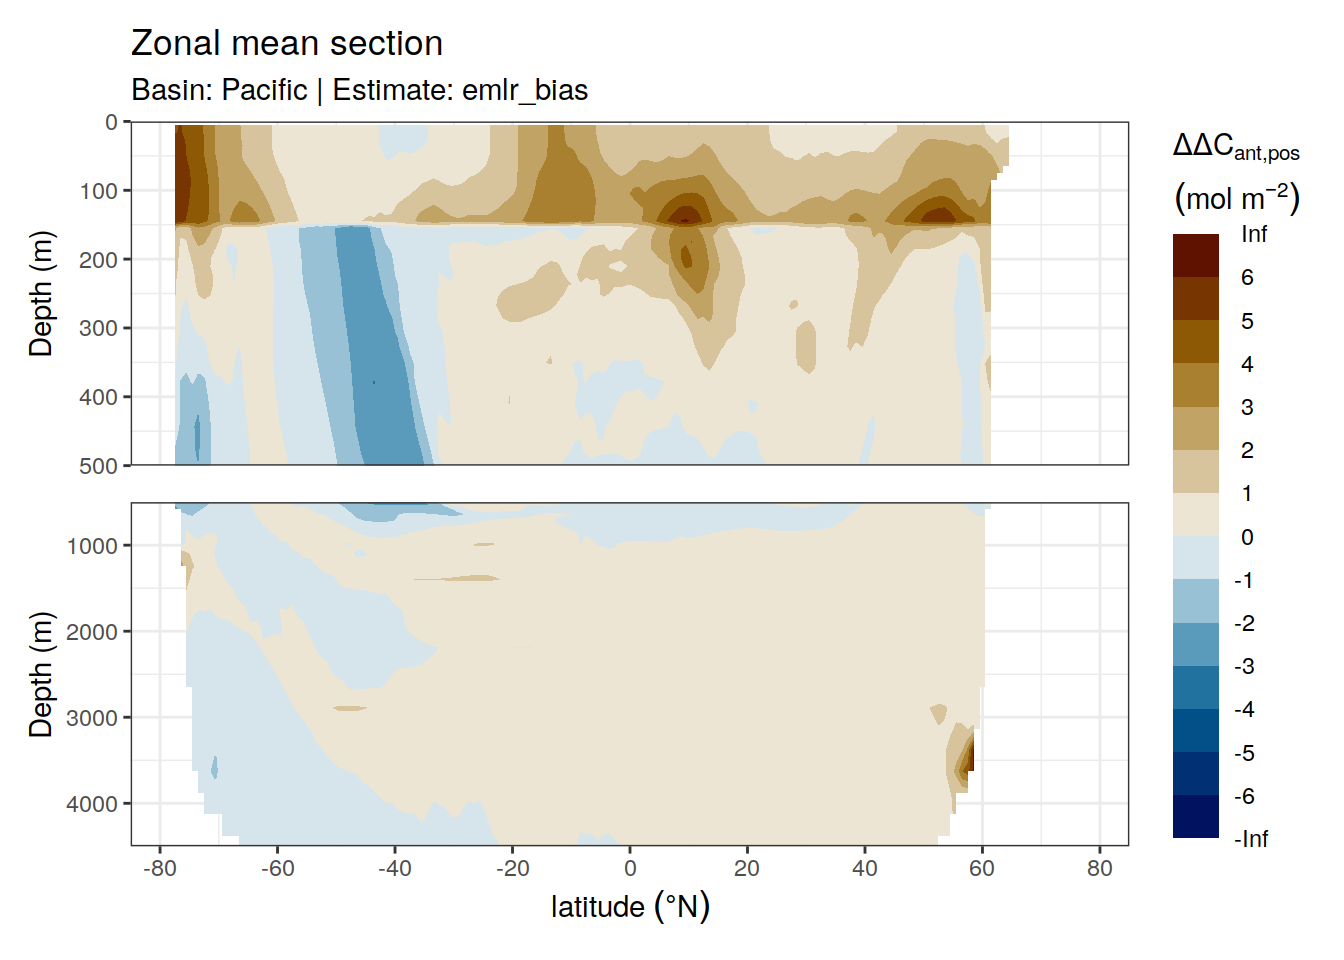 Zonal mean section
Basin: Pacific | Estimate: emlr_bias
0
100
200
300
400
500
Depth (m)
1000
2000
3000
4000
Depth (m)
-80 -60 -40 -20 0 20 40 60 80
latitude (°N)
ΔΔCant,pos
(mol m−2)
Inf
6
5
4
3
2
1
0
-1
-2
-3
-4
-5
-6
-Inf